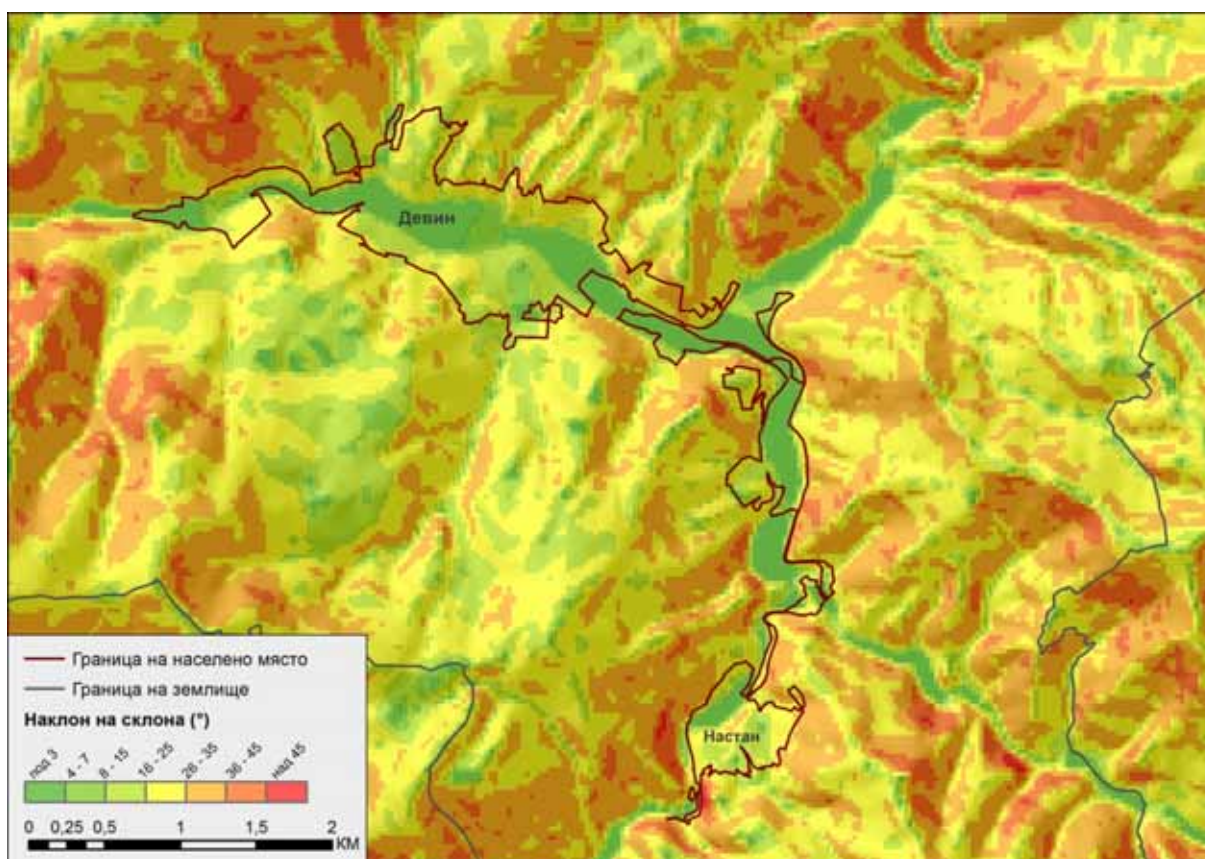 Девин
Настан
Граница на населено място
Граница на землище
Наклон на склона (°)
под 3 4 - 7 8 - 15 16 - 25 26 - 35 36 - 45 над 45
0 0,25 0,5 1 1,5 2
КМ